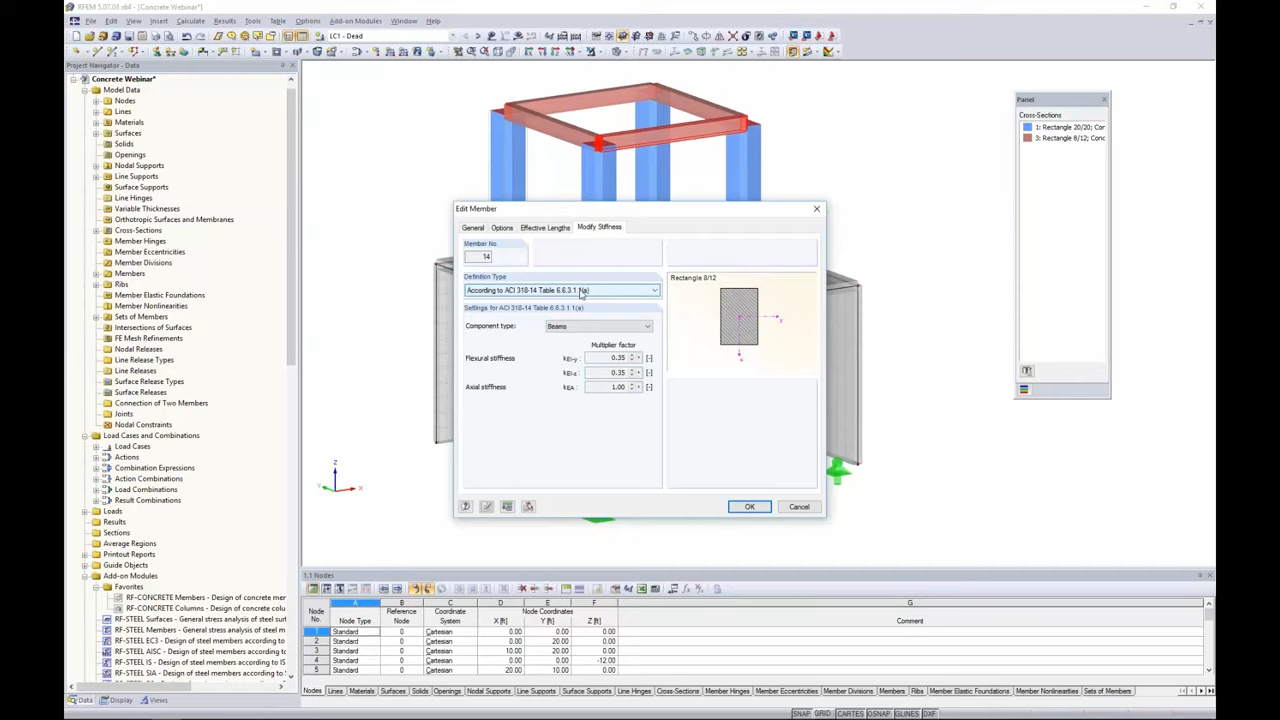 RFEM 5.07.03 x64 - [Concrete Webinar*]
File Edit View Insert Calculate Results Tools Table Options Add-on Modules Window Help
LC1 - Dead
Project Navigator - Data
Concrete Webinar*
Model Data
Nodes
Lines
Materials
Surfaces
Solids
Openings
Nodal Supports
Line Supports
Surface Supports
Line Hinges
Variable Thicknesses
Orthotropic Surfaces and Membranes
Cross-Sections
Member Hinges
Member Eccentricities
Member Divisions
Members
Ribs
Member Elastic Foundations
Member Nonlinearities
Sets of Members
Intersections of Surfaces
FE Mesh Refinements
Nodal Releases
Line Release Types
Line Releases
Surface Release Types
Surface Releases
Connection of Two Members
Joints
Nodal Constraints
Load Cases and Combinations
Load Cases
Actions
Combination Expressions
Action Combinations
Load Combinations
Result Combinations
Loads
Results
Sections
Average Regions
Printout Reports
Guide Objects
Add-on Modules
Favorites
RF-CONCRETE Members - Design of concrete mer
RF-CONCRETE Columns - Design of concrete colu
RF-STEEL Surfaces - General stress analysis of steel surf
RF-STEEL Members - General stress analysis of steel mem
RF-STEEL EC3 - Design of steel members according to
RF-STEEL AISC - Design of steel members according t
RF-STEEL IS - Design of steel members according to I
RF-STEEL SIA - Design of steel members according to
Data Display Views
Panel
Cross-Sections
1: Rectangle 20/20; Cor
3: Rectangle 8/12; Conc
Edit Member
General Options Effective Lengths Modify Stiffness
Member No.
14
Definition Type
According to ACI 318-14 Table 6.6.3.1.1(a)
Settings for ACI 318-14 Table 6.6.3.1.1(a)
Component type: Beams
Multiplier factor
Flexural stiffness kEI-y: 0.35 [-]
kEI-z: 0.35 [-]
Axial stiffness kEA: 1.00 [-]
Rectangle 8/12
y
z
OK Cancel
Z
Y X
1.1 Nodes
A B C D E F G
Node No. Node Type Reference Node Coordinate System Node Coordinates X [ft] Y [ft] Z [ft] Comment
1 Standard 0 Cartesian 0.00 0.00 0.00
2 Standard 0 Cartesian 0.00 20.00 0.00
3 Standard 0 Cartesian 10.00 20.00 0.00
4 Standard 0 Cartesian 0.00 0.00 -12.00
5 Standard 0 Cartesian 20.00 10.00 0.00
Nodes Lines Materials Surfaces Solids Openings Nodal Supports Line Supports Surface Supports Line Hinges Cross-Sections Member Hinges Member Eccentricities Member Divisions Members Ribs Member Elastic Foundations Member Nonlinearities Sets of Members
SNAP GRID CARTES OSNAP GLINES DXF